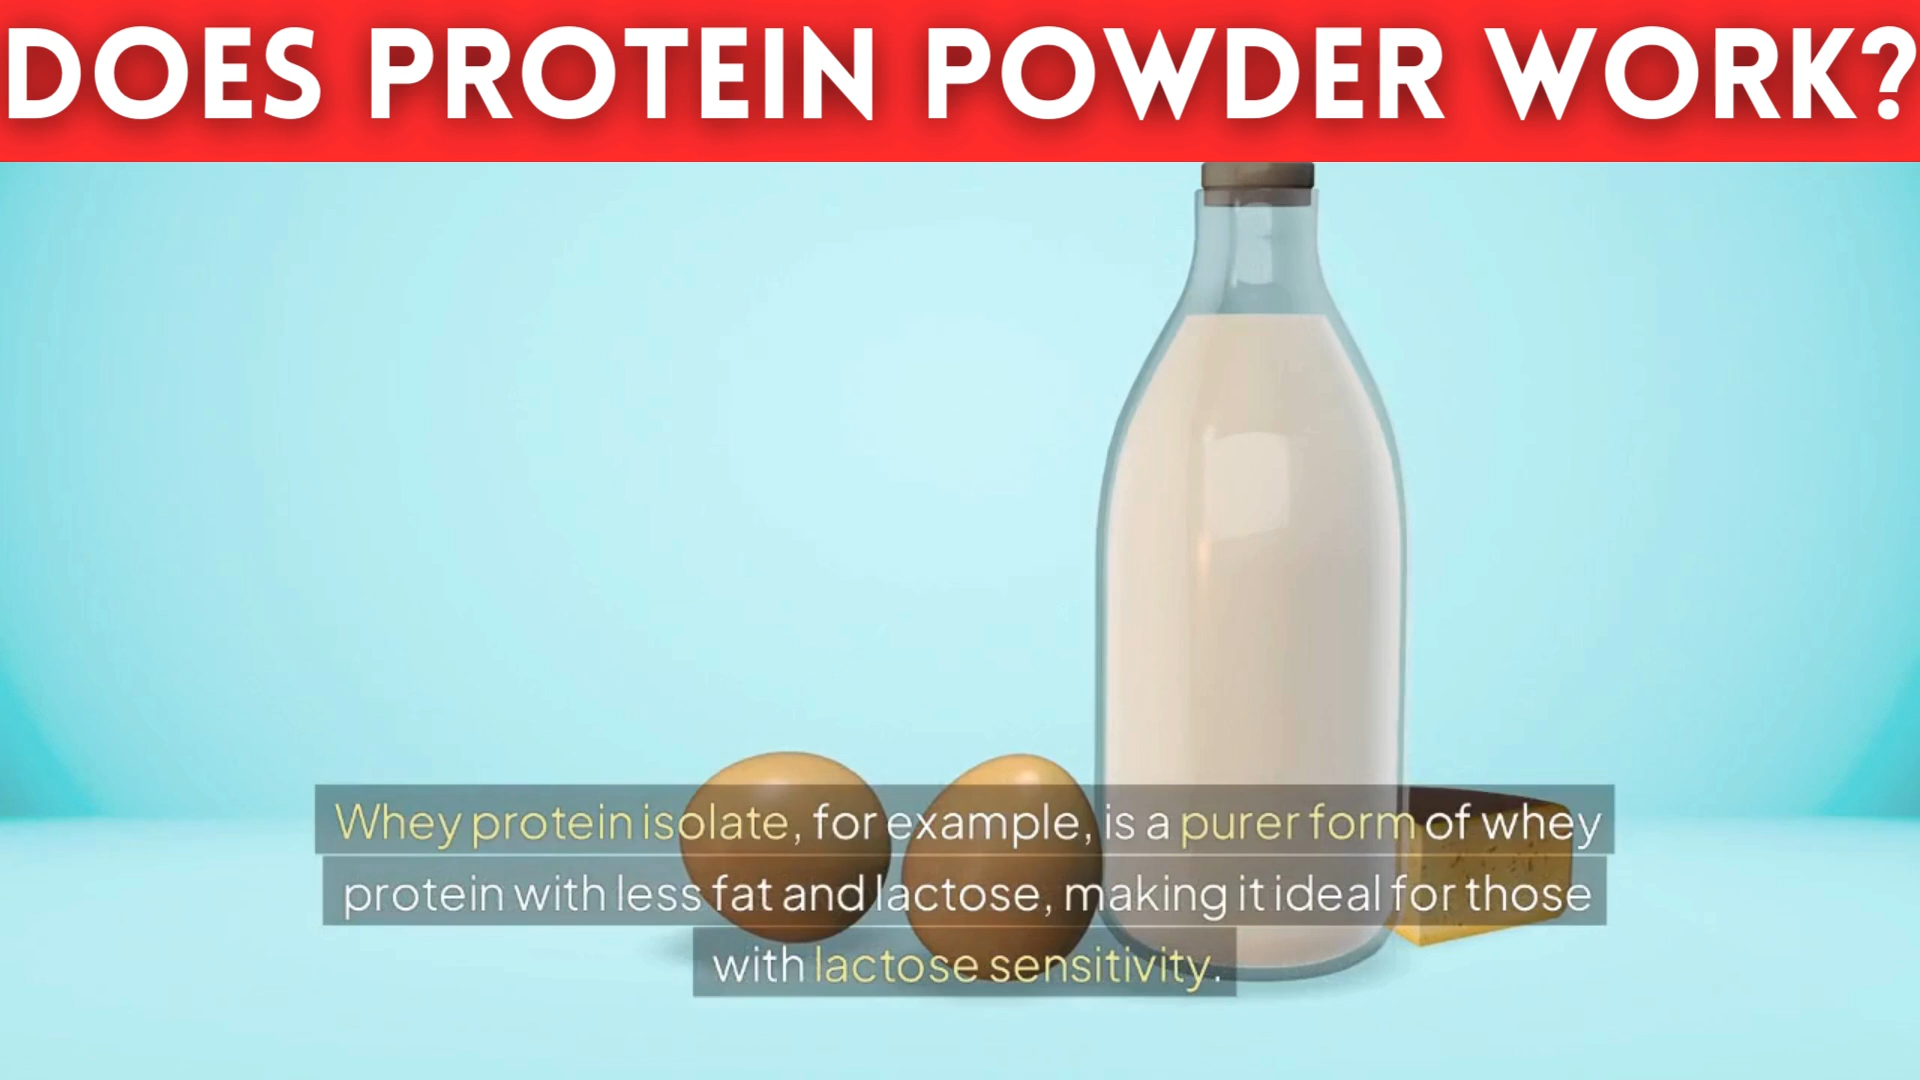 DOES PROTEIN POWDER WORK?
Whey protein isolate, for example, is a purer form of whey
protein with less fat and lactose, making it ideal for those
with lactose sensitivity.